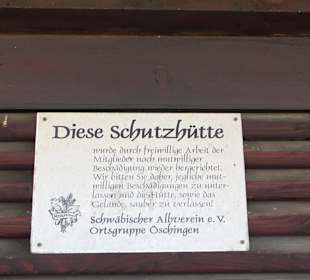 Diese Schutzhütte
wurde durch freiwillige Arbeit der
Mitglieder nach mutwilliger
Beschädigung wieder hergerichtet.
Wir bitten Sie daher, jegliche mut-
willigen Beschädigungen zu unter-
lassen und die Hütte, sowie das
Gelände, sauber zu verlassen!
Schwäbischer Albverein e.V.
Ortsgruppe Öschingen